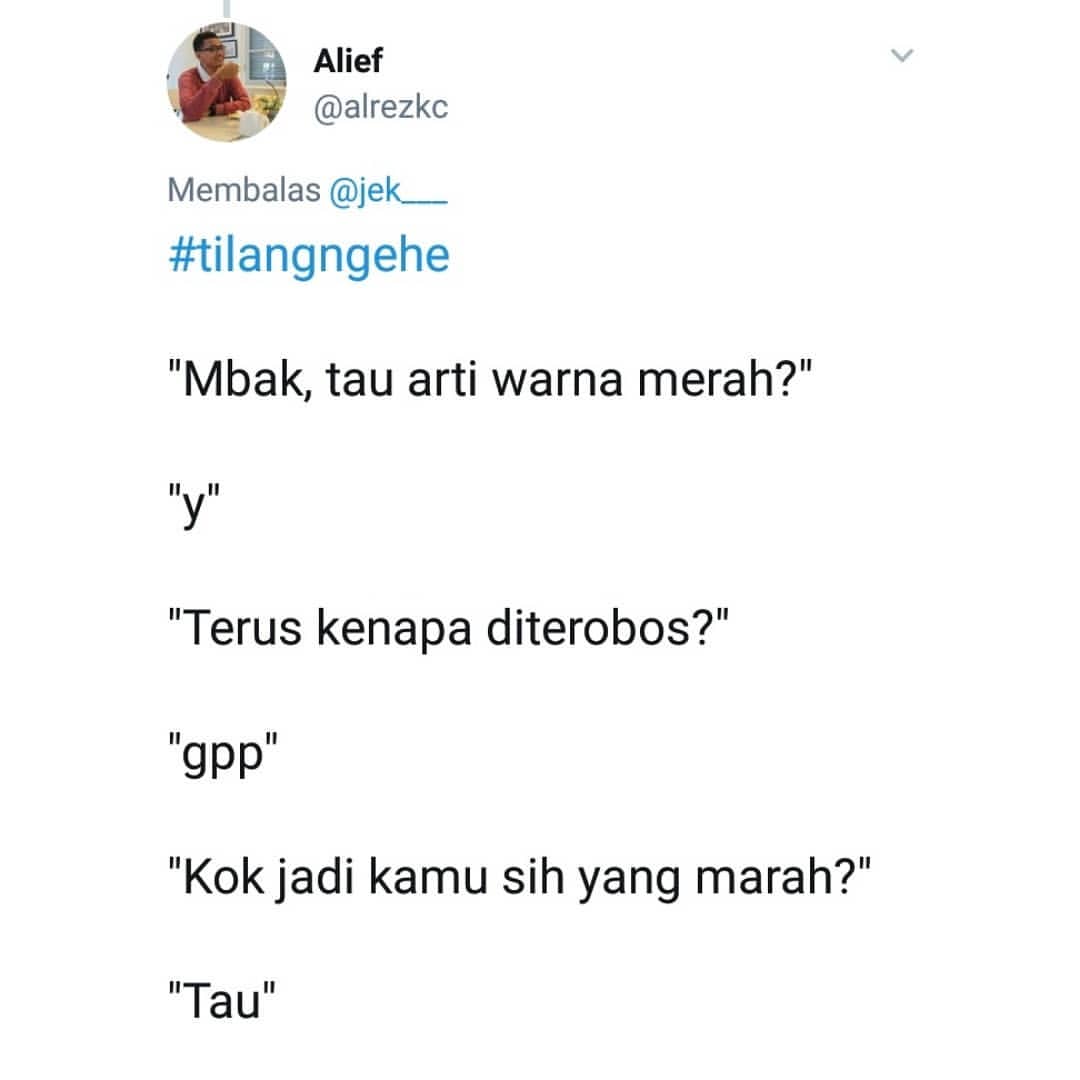 Alief
@alrezkc
Membalas @jek___
#tilangngehe
"Mbak, tau arti warna merah?"
"y"
"Terus kenapa diterobos?"
"gpp"
"Kok jadi kamu sih yang marah?"
"Tau"